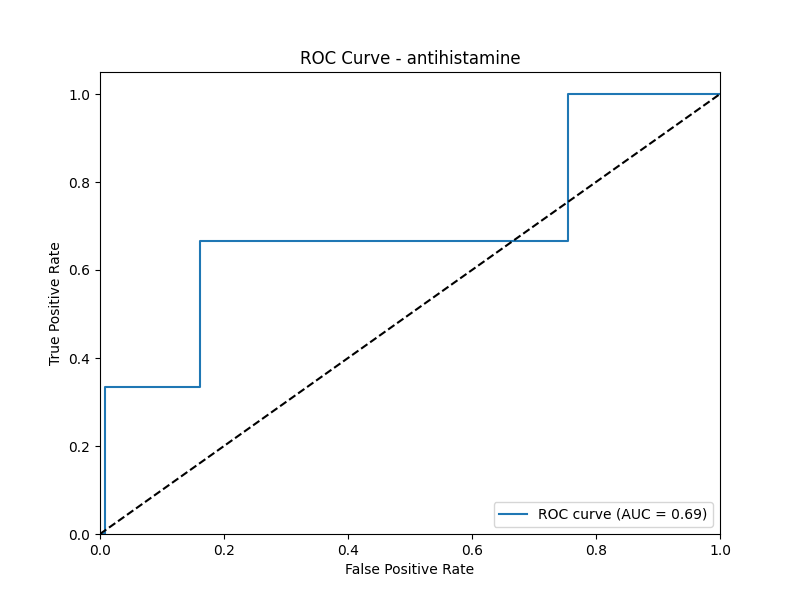 ROC Curve - antihistamine
True Positive Rate
1.0
0.8
0.6
0.4
0.2
0.0
0.0 0.2 0.4 0.6 0.8 1.0
False Positive Rate
ROC curve (AUC = 0.69)